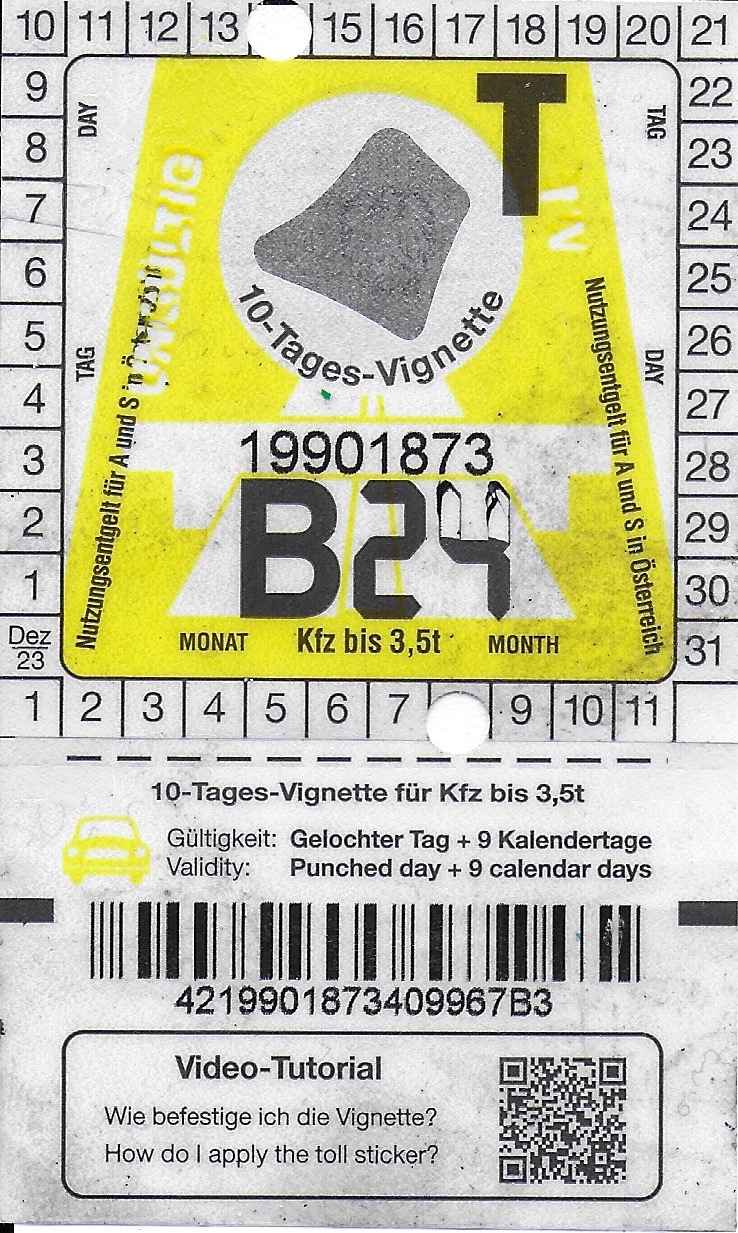 10 11 12 13 15 16 17 18 19 20 21
9
8
7
6
5
4
3
2
1
Dez
23
22
23
24
25
26
27
28
29
30
31
DAY
TAG
TAG
DAY
T
UNGÜLTIG
10-Tages-Vignette
Nutzungsentgelt für A und S in
Nutzungsentgelt für A und S in Österreich
19901873
B24
MONAT Kfz bis 3,5t MONTH
1 2 3 4 5 6 7 9 10 11
10-Tages-Vignette für Kfz bis 3,5t
Gültigkeit: Gelochter Tag + 9 Kalendertage
Validity: Punched day + 9 calendar days
4219901873409967B3
Video-Tutorial
Wie befestige ich die Vignette?
How do I apply the toll sticker?